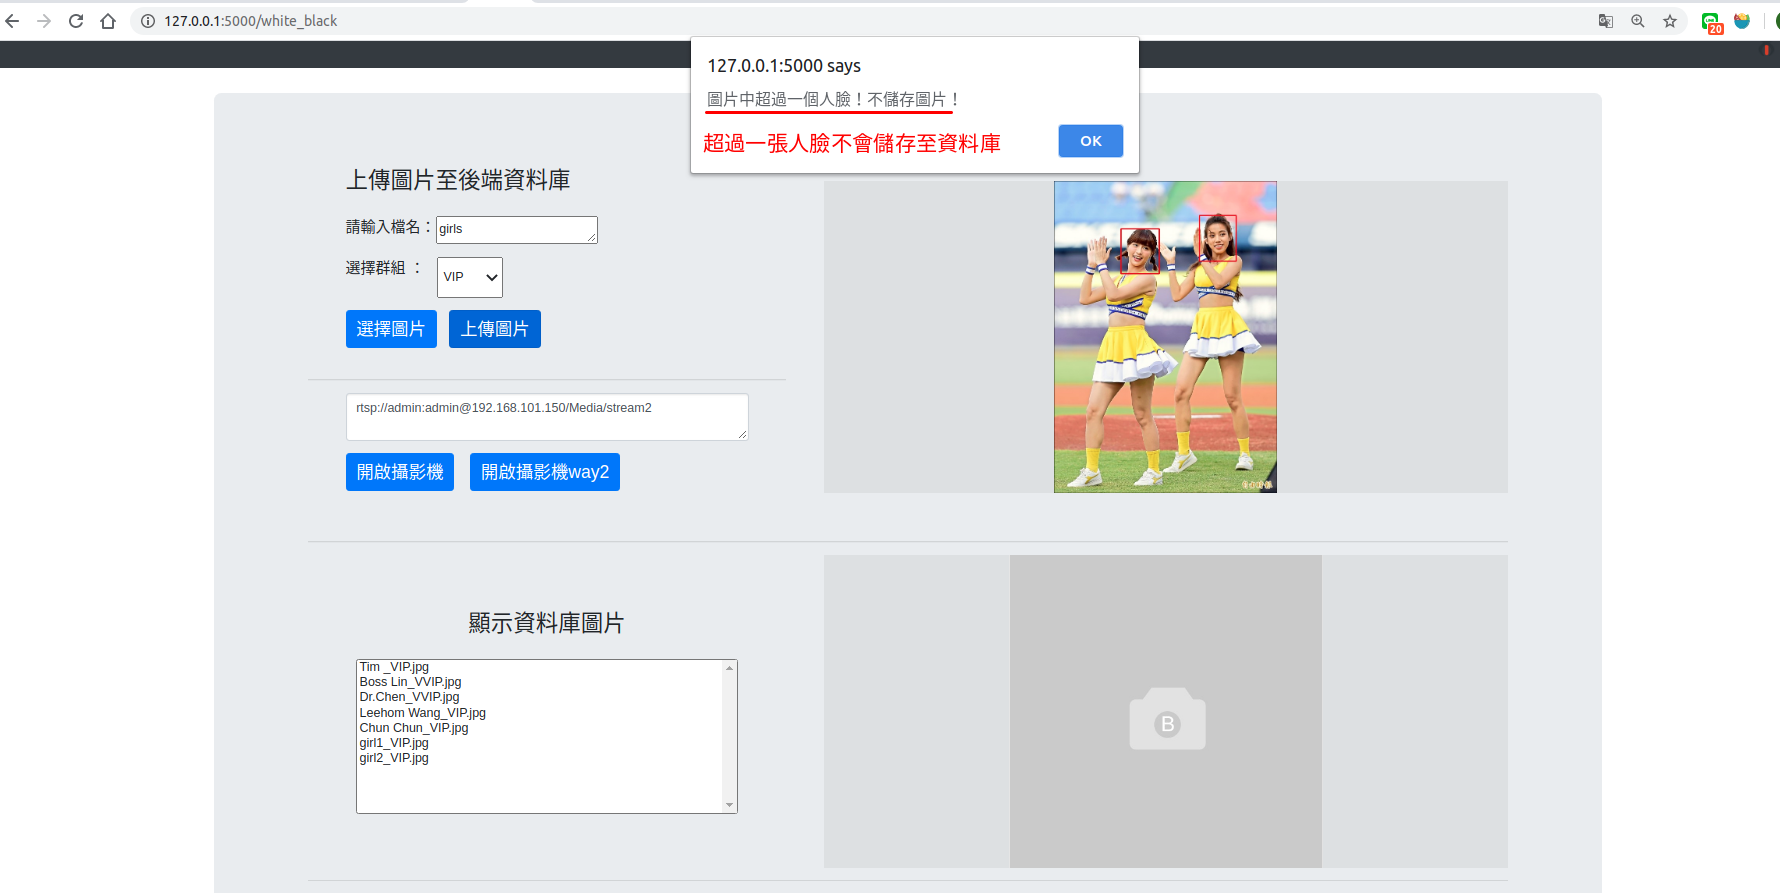 127.0.0.1:5000/white_black
20
127.0.0.1:5000 says
圖片中超過一個人臉！不儲存圖片！
超過一張人臉不會儲存至資料庫
OK
上傳圖片至後端資料庫
請輸入檔名：girls
選擇群組 ： VIP
選擇圖片 上傳圖片
rtsp://admin:admin@192.168.101.150/Media/stream2
開啟攝影機 開啟攝影機way2
顯示資料庫圖片
Tim _VIP.jpg
Boss Lin_VVIP.jpg
Dr.Chen_VVIP.jpg
Leehom Wang_VIP.jpg
Chun Chun_VIP.jpg
girl1_VIP.jpg
girl2_VIP.jpg
B